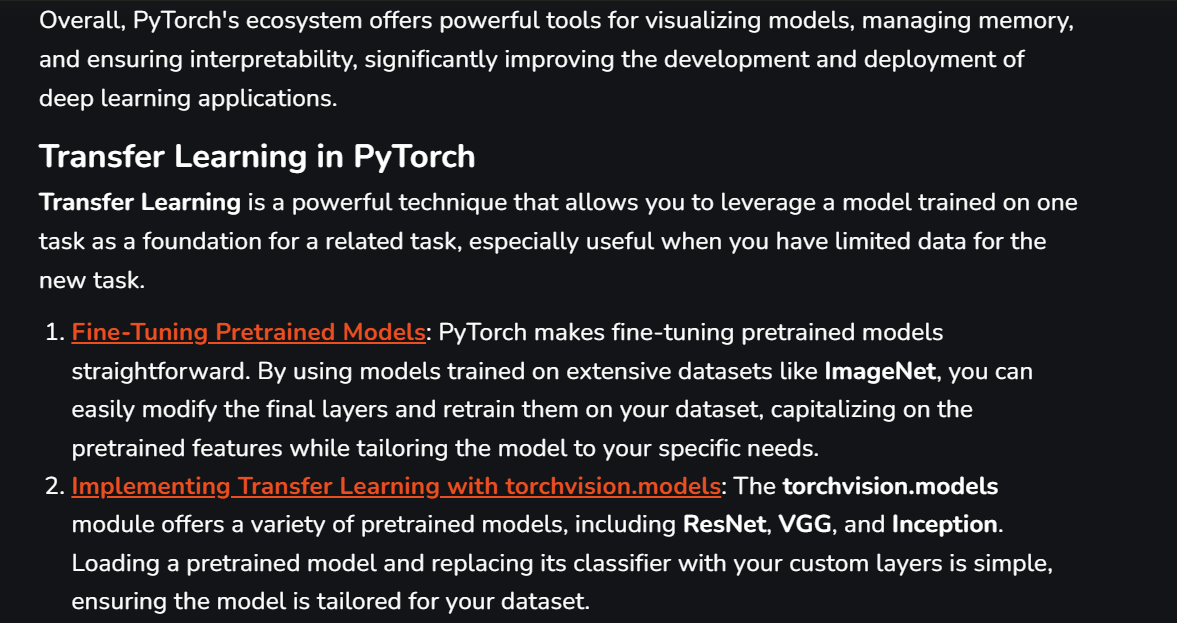 Overall, PyTorch's ecosystem offers powerful tools for visualizing models, managing memory,
and ensuring interpretability, significantly improving the development and deployment of
deep learning applications.
Transfer Learning in PyTorch
Transfer Learning is a powerful technique that allows you to leverage a model trained on one
task as a foundation for a related task, especially useful when you have limited data for the
new task.
1. Fine-Tuning Pretrained Models: PyTorch makes fine-tuning pretrained models
straightforward. By using models trained on extensive datasets like ImageNet, you can
easily modify the final layers and retrain them on your dataset, capitalizing on the
pretrained features while tailoring the model to your specific needs.
2. Implementing Transfer Learning with torchvision.models: The torchvision.models
module offers a variety of pretrained models, including ResNet, VGG, and Inception.
Loading a pretrained model and replacing its classifier with your custom layers is simple,
ensuring the model is tailored for your dataset.